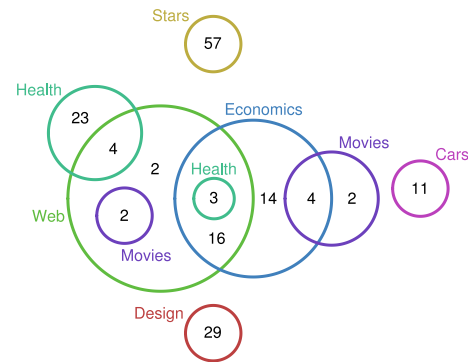 Stars
57
Health
23
4
Economics
Movies
Cars
2
Health
3
14
4
2
11
Web
2
16
Movies
Design
29